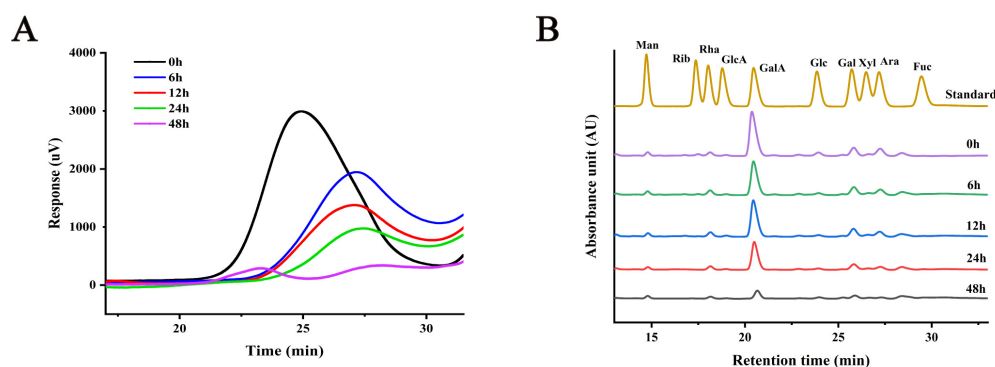 A
4000
3000
2000
1000
0
Response (uV)
0h
6h
12h
24h
48h
20
25
30
Time (min)
B
Absorbance unit (AU)
Man
Rib
Rha
GlcA
GalA
Glc
Gal
Xyl
Ara
Fuc
Standard
0h
6h
12h
24h
48h
15
20
25
30
Retention time (min)